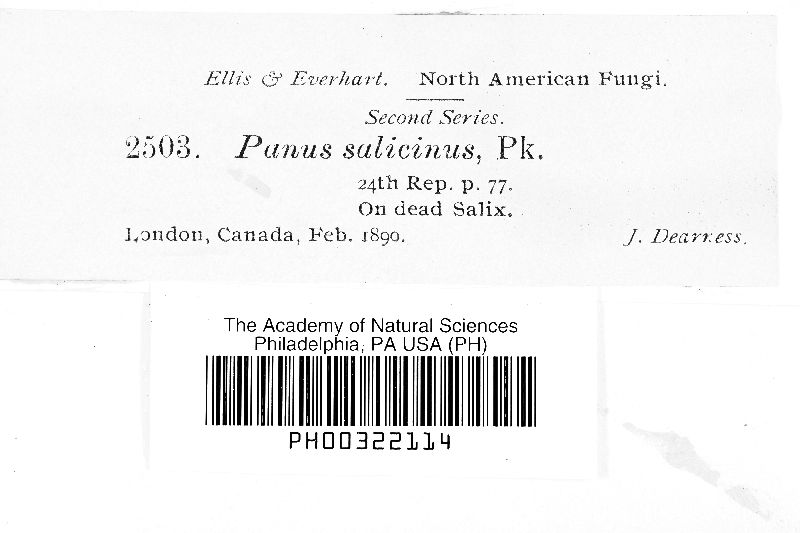 Ellis & Everhart. North American Fungi.
Second Series.
2503. Panus salicinus, Pk.
24th Rep. p. 77.
On dead Salix.
London, Canada, Feb. 1890. J. Dearness.
The Academy of Natural Sciences
Philadelphia, PA USA (PH)
PH00322114